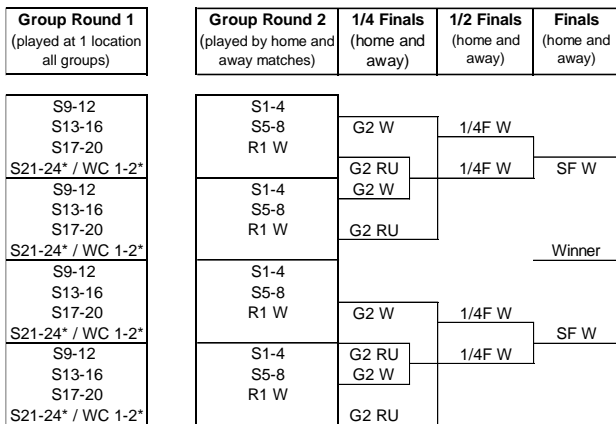 Group Round 1 Group Round 2 1/4 Finals 1/2 Finals Finals
(played at 1 location (played by home and (home and (home and (home and
all groups) away matches) away) away) away)
S9-12 S1-4
S13-16 S5-8 G2 W 1/4F W
S17-20 R1 W
S21-24* / WC 1-2* G2 RU 1/4F W SF W
S9-12 S1-4 G2 W
S13-16 S5-8
S17-20 R1 W G2 RU
S21-24* / WC 1-2* Winner
S9-12 S1-4
S13-16 S5-8
S17-20 R1 W G2 W 1/4F W
S21-24* / WC 1-2* SF W
S9-12 S1-4 G2 RU 1/4F W
S13-16 S5-8 G2 W
S17-20 R1 W
S21-24* / WC 1-2* G2 RU